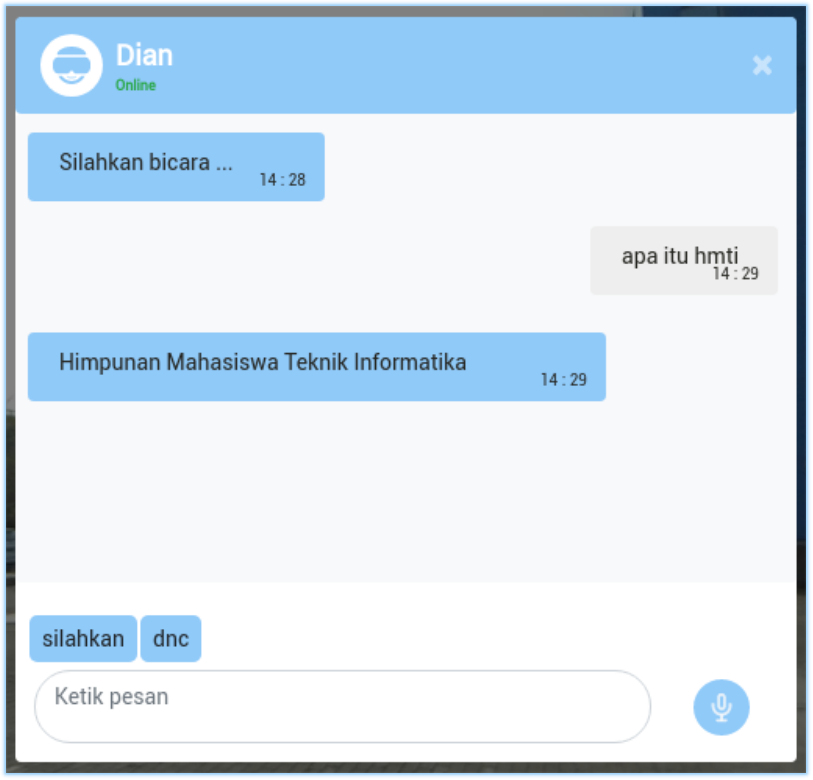 Dian
Online
×
Silahkan bicara ...
14 : 28
apa itu hmti
14 : 29
Himpunan Mahasiswa Teknik Informatika
14 : 29
silahkan dnc
Ketik pesan